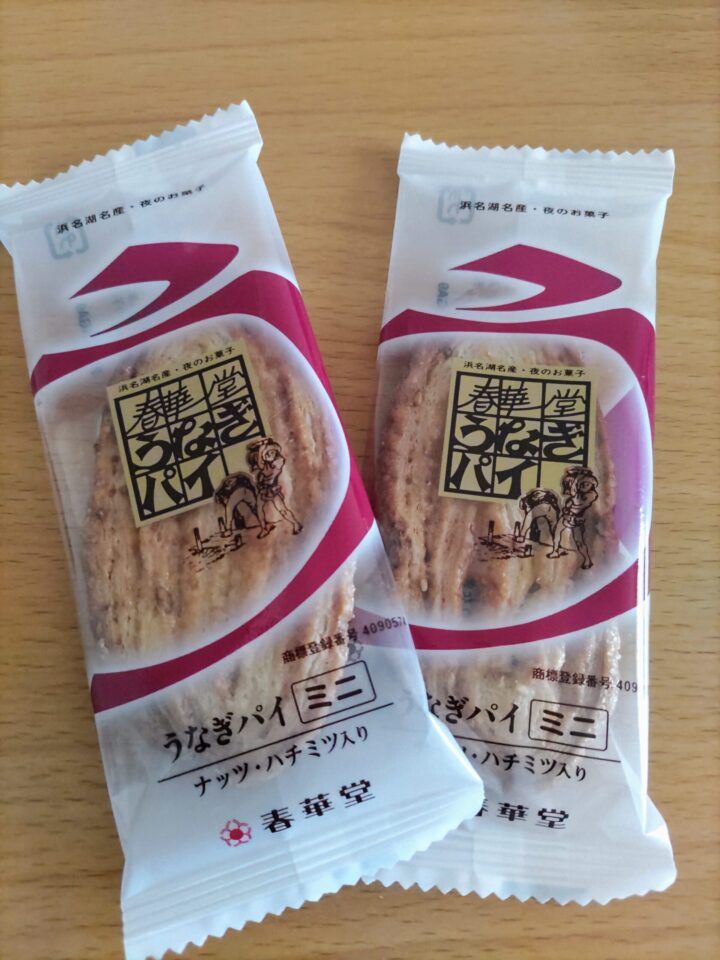 浜名湖名産・夜のお菓子
浜名湖名産・夜のお菓子
春華堂
うなぎ
パイ
商標登録番号 409057
うなぎパイ ミニ
ナッツ・ハチミツ入り
春華堂
浜名湖名産・夜のお菓子
浜名湖名産・夜のお菓子
春華堂
うなぎ
パイ
商標登録番号 409
なぎパイ ミニ
・ハチミツ入り
春華堂